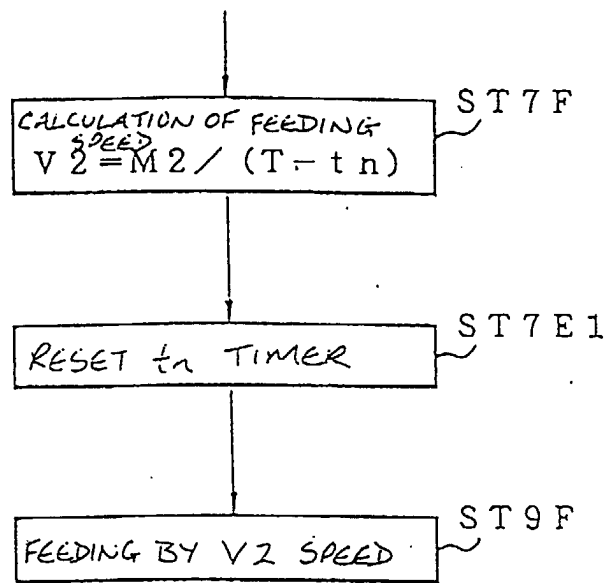 ST7F
CALCULATION OF FEEDING
SPEED
V2=M2/(T-tn)
ST7E1
RESET tn TIMER
ST9F
FEEDING BY V2 SPEED